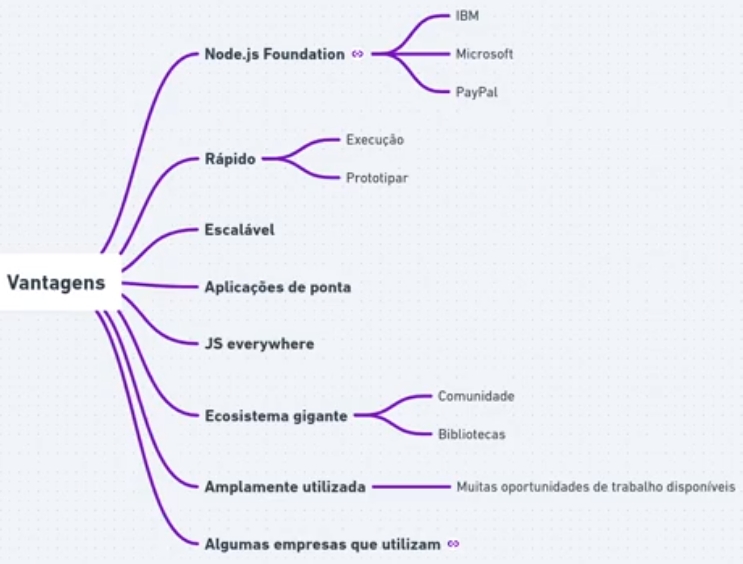 Vantagens
Node.js Foundation
IBM
Microsoft
PayPal
Rápido
Execução
Prototipar
Escalável
Aplicações de ponta
JS everywhere
Ecosistema gigante
Comunidade
Bibliotecas
Amplamente utilizada
Muitas oportunidades de trabalho disponíveis
Algumas empresas que utilizam